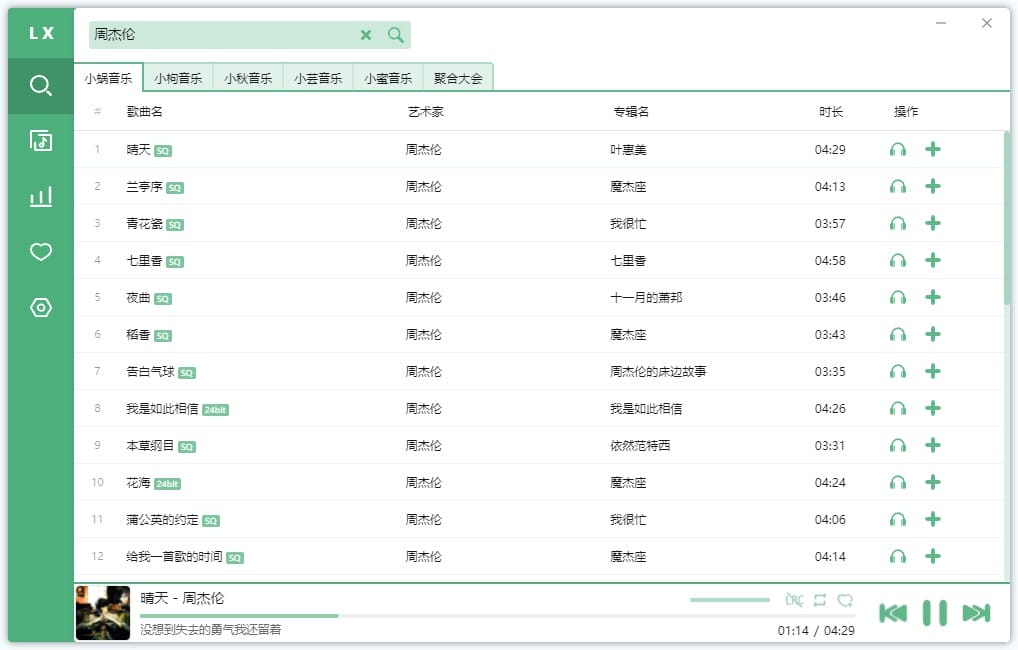 L X
周杰伦
小蜗音乐 小枸音乐 小秋音乐 小芸音乐 小蜜音乐 聚合大会
# 歌曲名 艺术家 专辑名 时长 操作
1 晴天 SQ 周杰伦 叶惠美 04:29
2 兰亭序 SQ 周杰伦 魔杰座 04:13
3 青花瓷 SQ 周杰伦 我很忙 03:57
4 七里香 SQ 周杰伦 七里香 04:58
5 夜曲 SQ 周杰伦 十一月的萧邦 03:46
6 稻香 SQ 周杰伦 魔杰座 03:43
7 告白气球 SQ 周杰伦 周杰伦的床边故事 03:35
8 我是如此相信 24bit 周杰伦 我是如此相信 04:26
9 本草纲目 SQ 周杰伦 依然范特西 03:31
10 花海 24bit 周杰伦 魔杰座 04:24
11 蒲公英的约定 SQ 周杰伦 我很忙 04:06
12 给我一首歌的时间 SQ 周杰伦 魔杰座 04:14
晴天 - 周杰伦
LRC
没想到失去的勇气我还留着
01:14 / 04:29